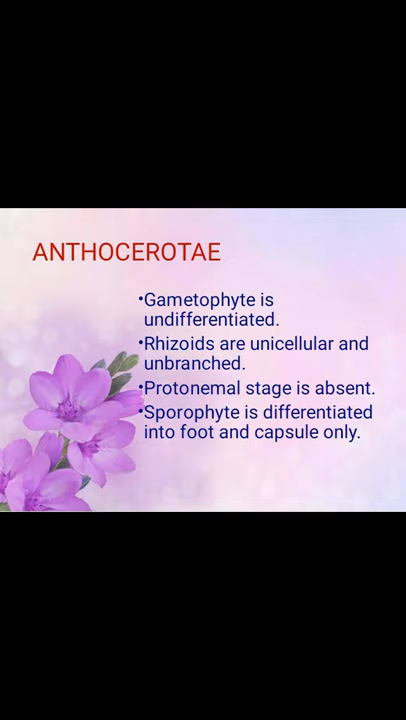 ANTHOCEROTAE
•Gametophyte is
undifferentiated.
•Rhizoids are unicellular and
unbranched.
•Protonemal stage is absent.
•Sporophyte is differentiated
into foot and capsule only.